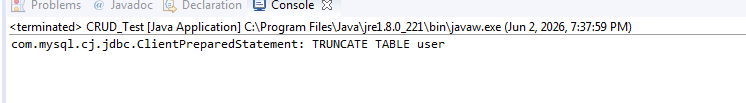 Problems @ Javadoc Declaration Console
<terminated> CRUD_Test [Java Application] C:\Program Files\Java\jre1.8.0_221\bin\javaw.exe (Jun 2, 2026, 7:37:59 PM)
com.mysql.cj.jdbc.ClientPreparedStatement: TRUNCATE TABLE user